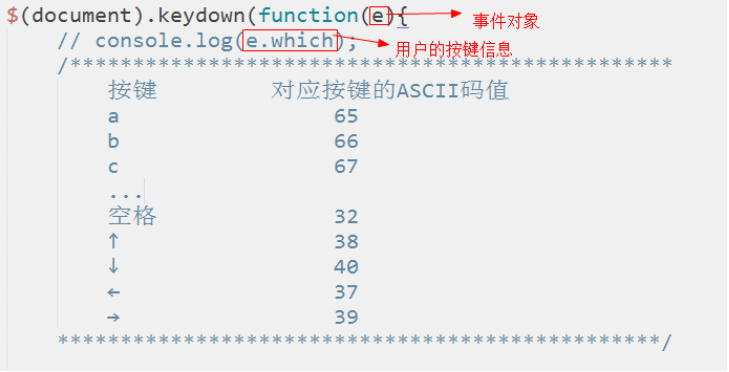 $(document).keydown(function(e){ 事件对象
// console.log(e.which); 用户的按键信息
/************************************************
按键 对应按键的ASCII码值
a 65
b 66
c 67
...
空格 32
↑ 38
↓ 40
← 37
→ 39
************************************************/